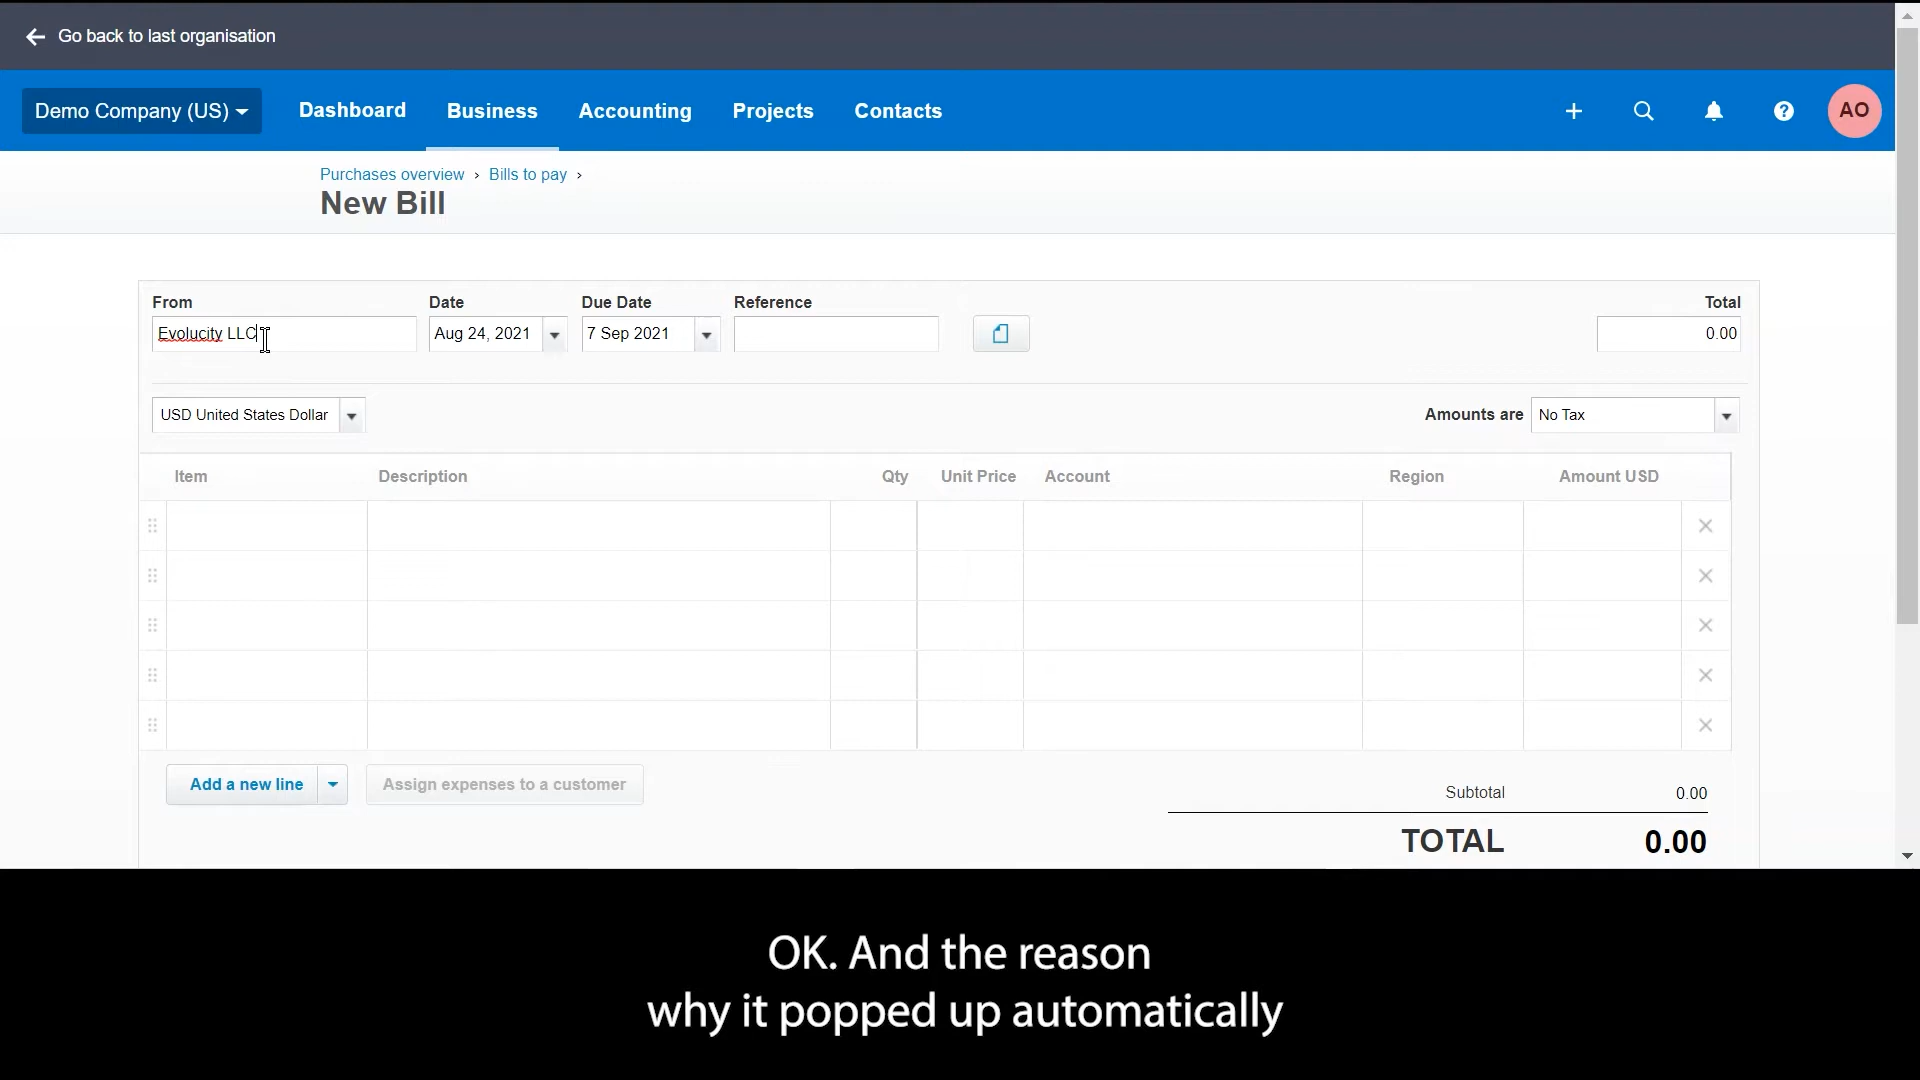 Go back to last organisation
Demo Company (US) Dashboard Business Accounting Projects Contacts AO
Purchases overview › Bills to pay ›
New Bill
From Date Due Date Reference Total
Evolucity LLC Aug 24, 2021 7 Sep 2021 0.00
USD United States Dollar Amounts are No Tax
Item Description Qty Unit Price Account Region Amount USD
Add a new line Assign expenses to a customer
Subtotal 0.00
TOTAL 0.00
OK. And the reason
why it popped up automatically